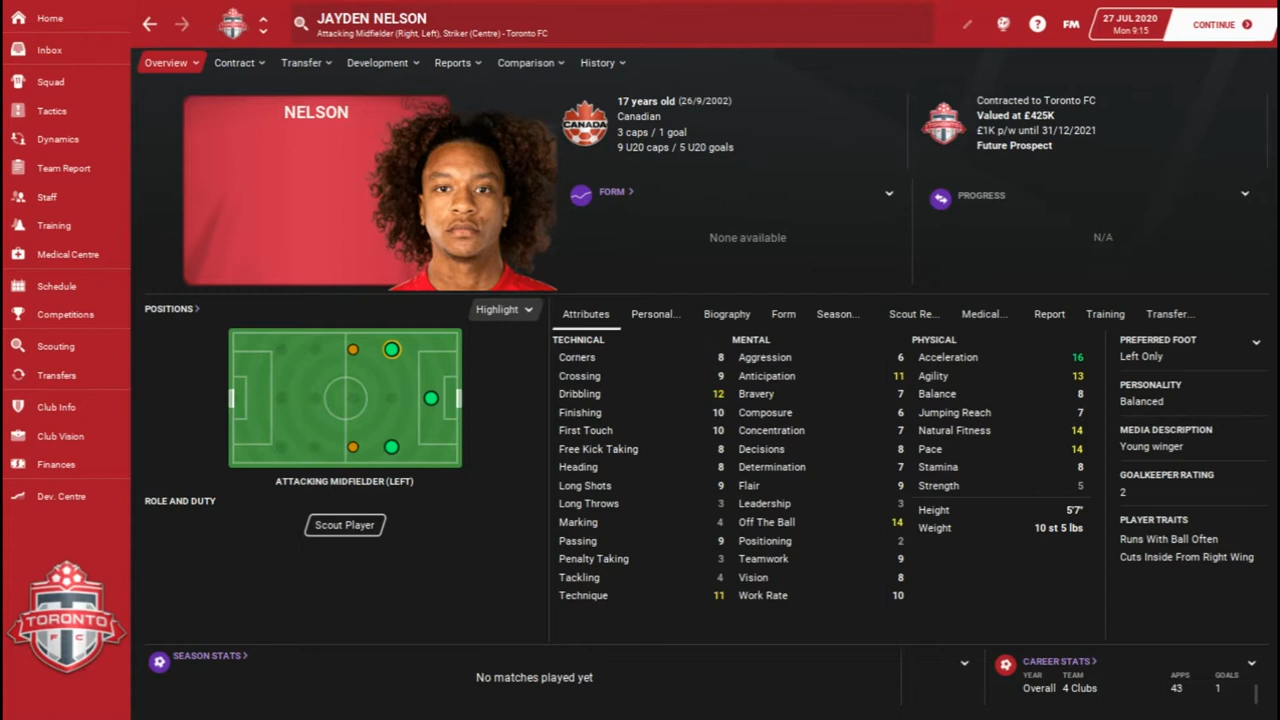 Home
Inbox
Squad
Tactics
Dynamics
Team Report
Staff
Training
Medical Centre
Schedule
Competitions
Scouting
Transfers
Club Info
Club Vision
Finances
Dev. Centre
TORONTO
FC
JAYDEN NELSON
Attacking Midfielder (Right, Left), Striker (Centre) - Toronto FC
?
FM
27 JUL 2020
Mon 9:15
CONTINUE
Overview
Contract
Transfer
Development
Reports
Comparison
History
NELSON
CANADA
17 years old (26/9/2002)
Canadian
3 caps / 1 goal
9 U20 caps / 5 U20 goals
TORONTO
Contracted to Toronto FC
Valued at £425K
£1K p/w until 31/12/2021
Future Prospect
FORM >
None available
PROGRESS
N/A
POSITIONS >
Highlight
ATTACKING MIDFIELDER (LEFT)
ROLE AND DUTY
Scout Player
Attributes
Personal...
Biography
Form
Season...
Scout Re...
Medical...
Report
Training
Transfer...
TECHNICAL
Corners 8
Crossing 9
Dribbling 12
Finishing 10
First Touch 10
Free Kick Taking 8
Heading 8
Long Shots 9
Long Throws 3
Marking 4
Passing 9
Penalty Taking 3
Tackling 4
Technique 11
MENTAL
Aggression 6
Anticipation 11
Bravery 7
Composure 6
Concentration 7
Decisions 8
Determination 7
Flair 9
Leadership 3
Off The Ball 14
Positioning 2
Teamwork 9
Vision 8
Work Rate 10
PHYSICAL
Acceleration 16
Agility 13
Balance 8
Jumping Reach 7
Natural Fitness 14
Pace 14
Stamina 8
Strength 5
Height 5'7"
Weight 10 st 5 lbs
PREFERRED FOOT
Left Only
PERSONALITY
Balanced
MEDIA DESCRIPTION
Young winger
GOALKEEPER RATING
2
PLAYER TRAITS
Runs With Ball Often
Cuts Inside From Right Wing
SEASON STATS >
No matches played yet
CAREER STATS >
YEAR TEAM APPS GOALS
Overall 4 Clubs 43 1